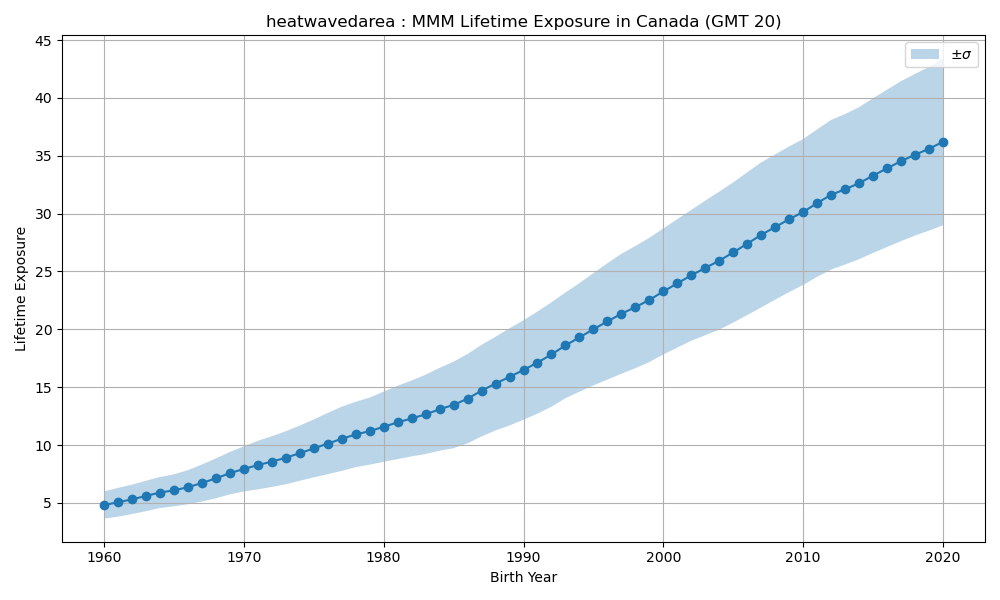 heatwavedarea : MMM Lifetime Exposure in Canada (GMT 20)
±σ
Lifetime Exposure
45
40
35
30
25
20
15
10
5
1960 1970 1980 1990 2000 2010 2020
Birth Year